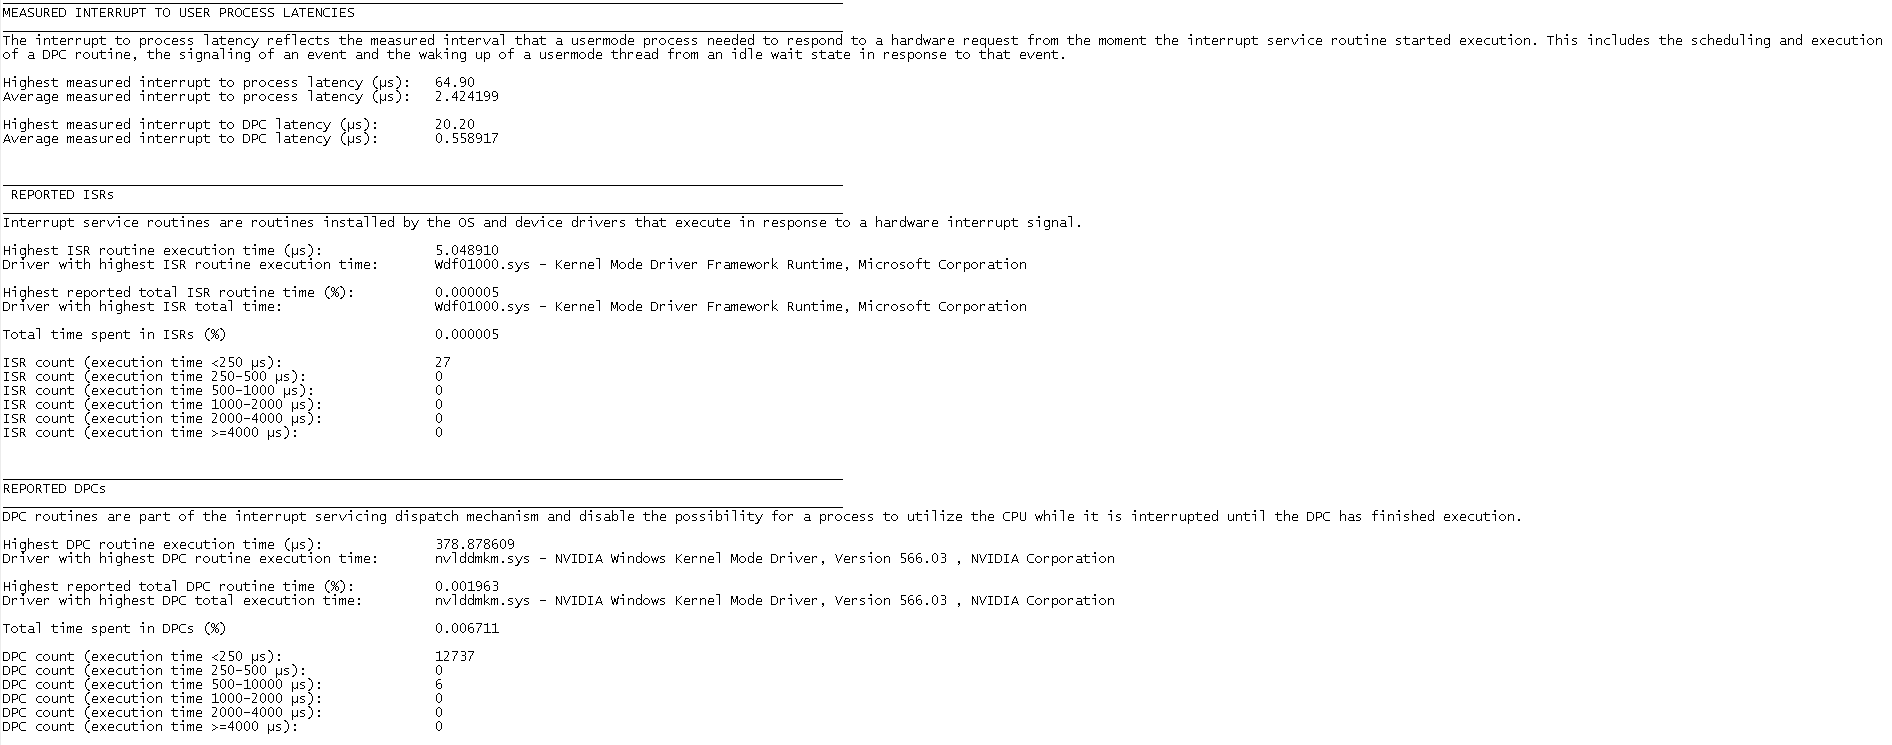 MEASURED INTERRUPT TO USER PROCESS LATENCIES
The interrupt to process latency reflects the measured interval that a usermode process needed to respond to a hardware request from the moment the interrupt service routine started execution. This includes the scheduling and execution
of a DPC routine, the signaling of an event and the waking up of a usermode thread from an idle wait state in response to that event.
Highest measured interrupt to process latency (µs): 64.90
Average measured interrupt to process latency (µs): 2.424199
Highest measured interrupt to DPC latency (µs): 20.20
Average measured interrupt to DPC latency (µs): 0.558917
REPORTED ISRs
Interrupt service routines are routines installed by the OS and device drivers that execute in response to a hardware interrupt signal.
Highest ISR routine execution time (µs): 5.048910
Driver with highest ISR routine execution time: Wdf01000.sys - Kernel Mode Driver Framework Runtime, Microsoft Corporation
Highest reported total ISR routine time (%): 0.000005
Driver with highest ISR total time: Wdf01000.sys - Kernel Mode Driver Framework Runtime, Microsoft Corporation
Total time spent in ISRs (%) 0.000005
ISR count (execution time <250 µs): 27
ISR count (execution time 250-500 µs): 0
ISR count (execution time 500-1000 µs): 0
ISR count (execution time 1000-2000 µs): 0
ISR count (execution time 2000-4000 µs): 0
ISR count (execution time >=4000 µs): 0
REPORTED DPCs
DPC routines are part of the interrupt servicing dispatch mechanism and disable the possibility for a process to utilize the CPU while it is interrupted until the DPC has finished execution.
Highest DPC routine execution time (µs): 378.878609
Driver with highest DPC routine execution time: nvlddmkm.sys - NVIDIA Windows Kernel Mode Driver, Version 566.03 , NVIDIA Corporation
Highest reported total DPC routine time (%): 0.001963
Driver with highest DPC total execution time: nvlddmkm.sys - NVIDIA Windows Kernel Mode Driver, Version 566.03 , NVIDIA Corporation
Total time spent in DPCs (%) 0.006711
DPC count (execution time <250 µs): 12737
DPC count (execution time 250-500 µs): 0
DPC count (execution time 500-10000 µs): 6
DPC count (execution time 1000-2000 µs): 0
DPC count (execution time 2000-4000 µs): 0
DPC count (execution time >=4000 µs): 0